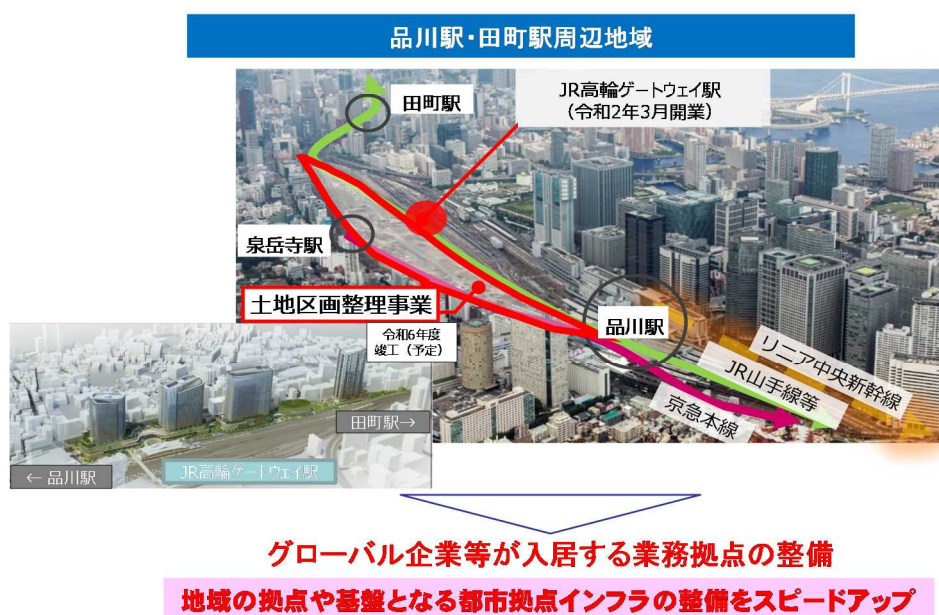 品川駅・田町駅周辺地域
JR高輪ゲートウェイ駅
（令和2年3月開業）
田町駅
泉岳寺駅
土地区画整理事業
令和6年度
竣工（予定）
品川駅
リニア中央新幹線
JR山手線等
京急本線
田町駅→
JR高輪ゲートウェイ駅
← 品川駅
グローバル企業等が入居する業務拠点の整備
地域の拠点や基盤となる都市拠点インフラの整備をスピードアップ